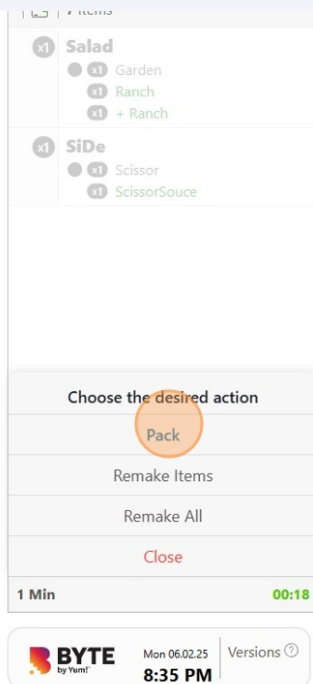 7 Items
x1 Salad
x1 Garden
x1 Ranch
x1 + Ranch
x1 SiDe
x1 Scissor
x1 ScissorSouce
Choose the desired action
Pack
Remake Items
Remake All
Close
1 Min 00:18
BYTE
by Yum!
Mon 06.02.25
8:35 PM
Versions ?